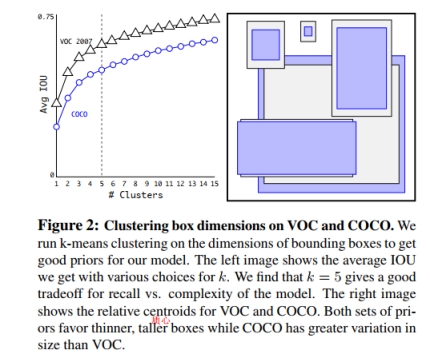 0.75
VOC 2007
COCO
Avg IOU
0
1 2 3 4 5 6 7 8 9 10 11 12 13 14 15
# Clusters
Figure 2: Clustering box dimensions on VOC and COCO. We
run k-means clustering on the dimensions of bounding boxes to get
good priors for our model. The left image shows the average IOU
we get with various choices for k. We find that k = 5 gives a good
tradeoff for recall vs. complexity of the model. The right image
shows the relative centroids for VOC and COCO. Both sets of pri-
质心
ors favor thinner, taller boxes while COCO has greater variation in
size than VOC.